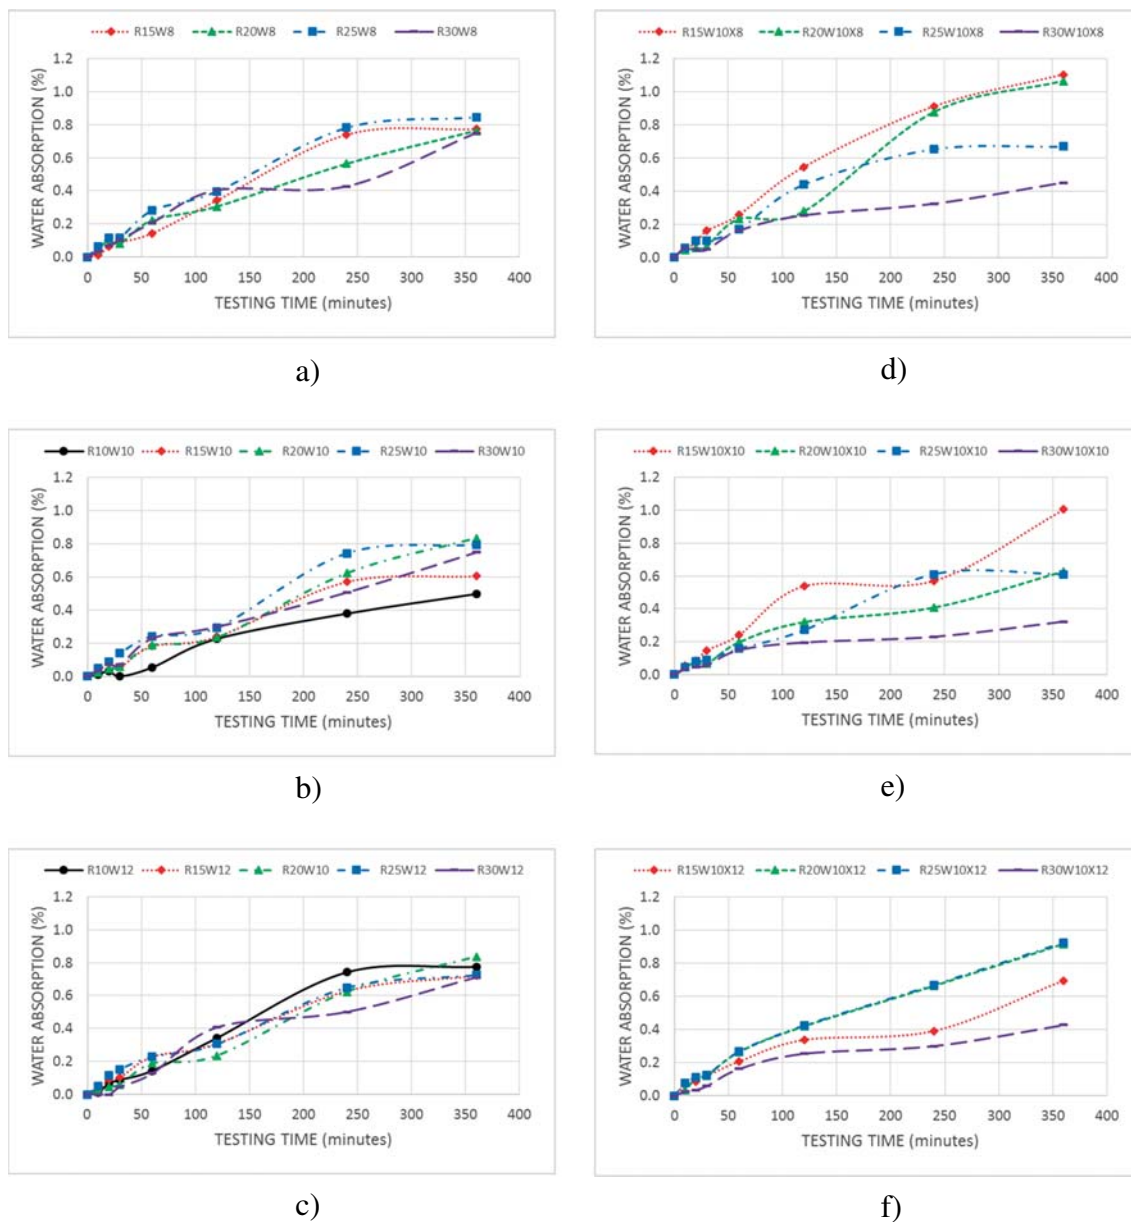 R15W8 R20W8 R25W8 R30W8
1.2
1.0
0.8
0.6
0.4
0.2
0.0
WATER ABSORPTION (%)
0 50 100 150 200 250 300 350 400
TESTING TIME (minutes)
a)
R15W10X8 R20W10X8 R25W10X8 R30W10X8
1.2
1.0
0.8
0.6
0.4
0.2
0.0
WATER ABSORPTION (%)
0 50 100 150 200 250 300 350 400
TESTING TIME (minutes)
d)
R10W10 R15W10 R20W10 R25W10 R30W10
1.2
1.0
0.8
0.6
0.4
0.2
0.0
WATER ABSORPTION (%)
0 50 100 150 200 250 300 350 400
TESTING TIME (minutes)
b)
R15W10X10 R20W10X10 R25W10X10 R30W10X10
1.2
1.0
0.8
0.6
0.4
0.2
0.0
WATER ABSORPTION (%)
0 50 100 150 200 250 300 350 400
TESTING TIME (minutes)
e)
R10W12 R15W12 R20W10 R25W12 R30W12
1.2
1.0
0.8
0.6
0.4
0.2
0.0
WATER ABSORPTION (%)
0 50 100 150 200 250 300 350 400
TESTING TIME (minutes)
c)
R15W10X12 R20W10X12 R25W10X12 R30W10X12
1.2
1.0
0.8
0.6
0.4
0.2
0.0
WATER ABSORPTION (%)
0 50 100 150 200 250 300 350 400
TESTING TIME (minutes)
f)